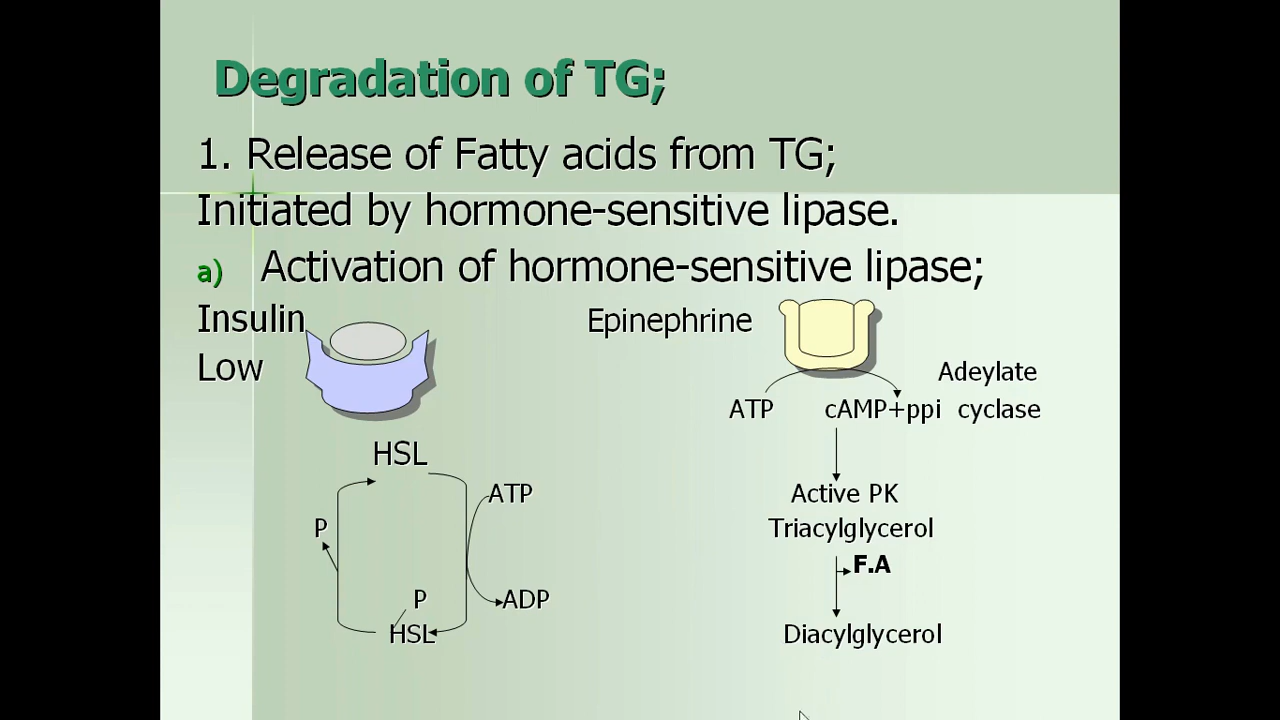 Degradation of TG;
1. Release of Fatty acids from TG;
Initiated by hormone-sensitive lipase.
a) Activation of hormone-sensitive lipase;
Insulin
Low
Epinephrine
Adeylate
ATP cAMP+ppi cyclase
HSL
ATP
P
P
ADP
HSL
Active PK
Triacylglycerol
F.A
Diacylglycerol